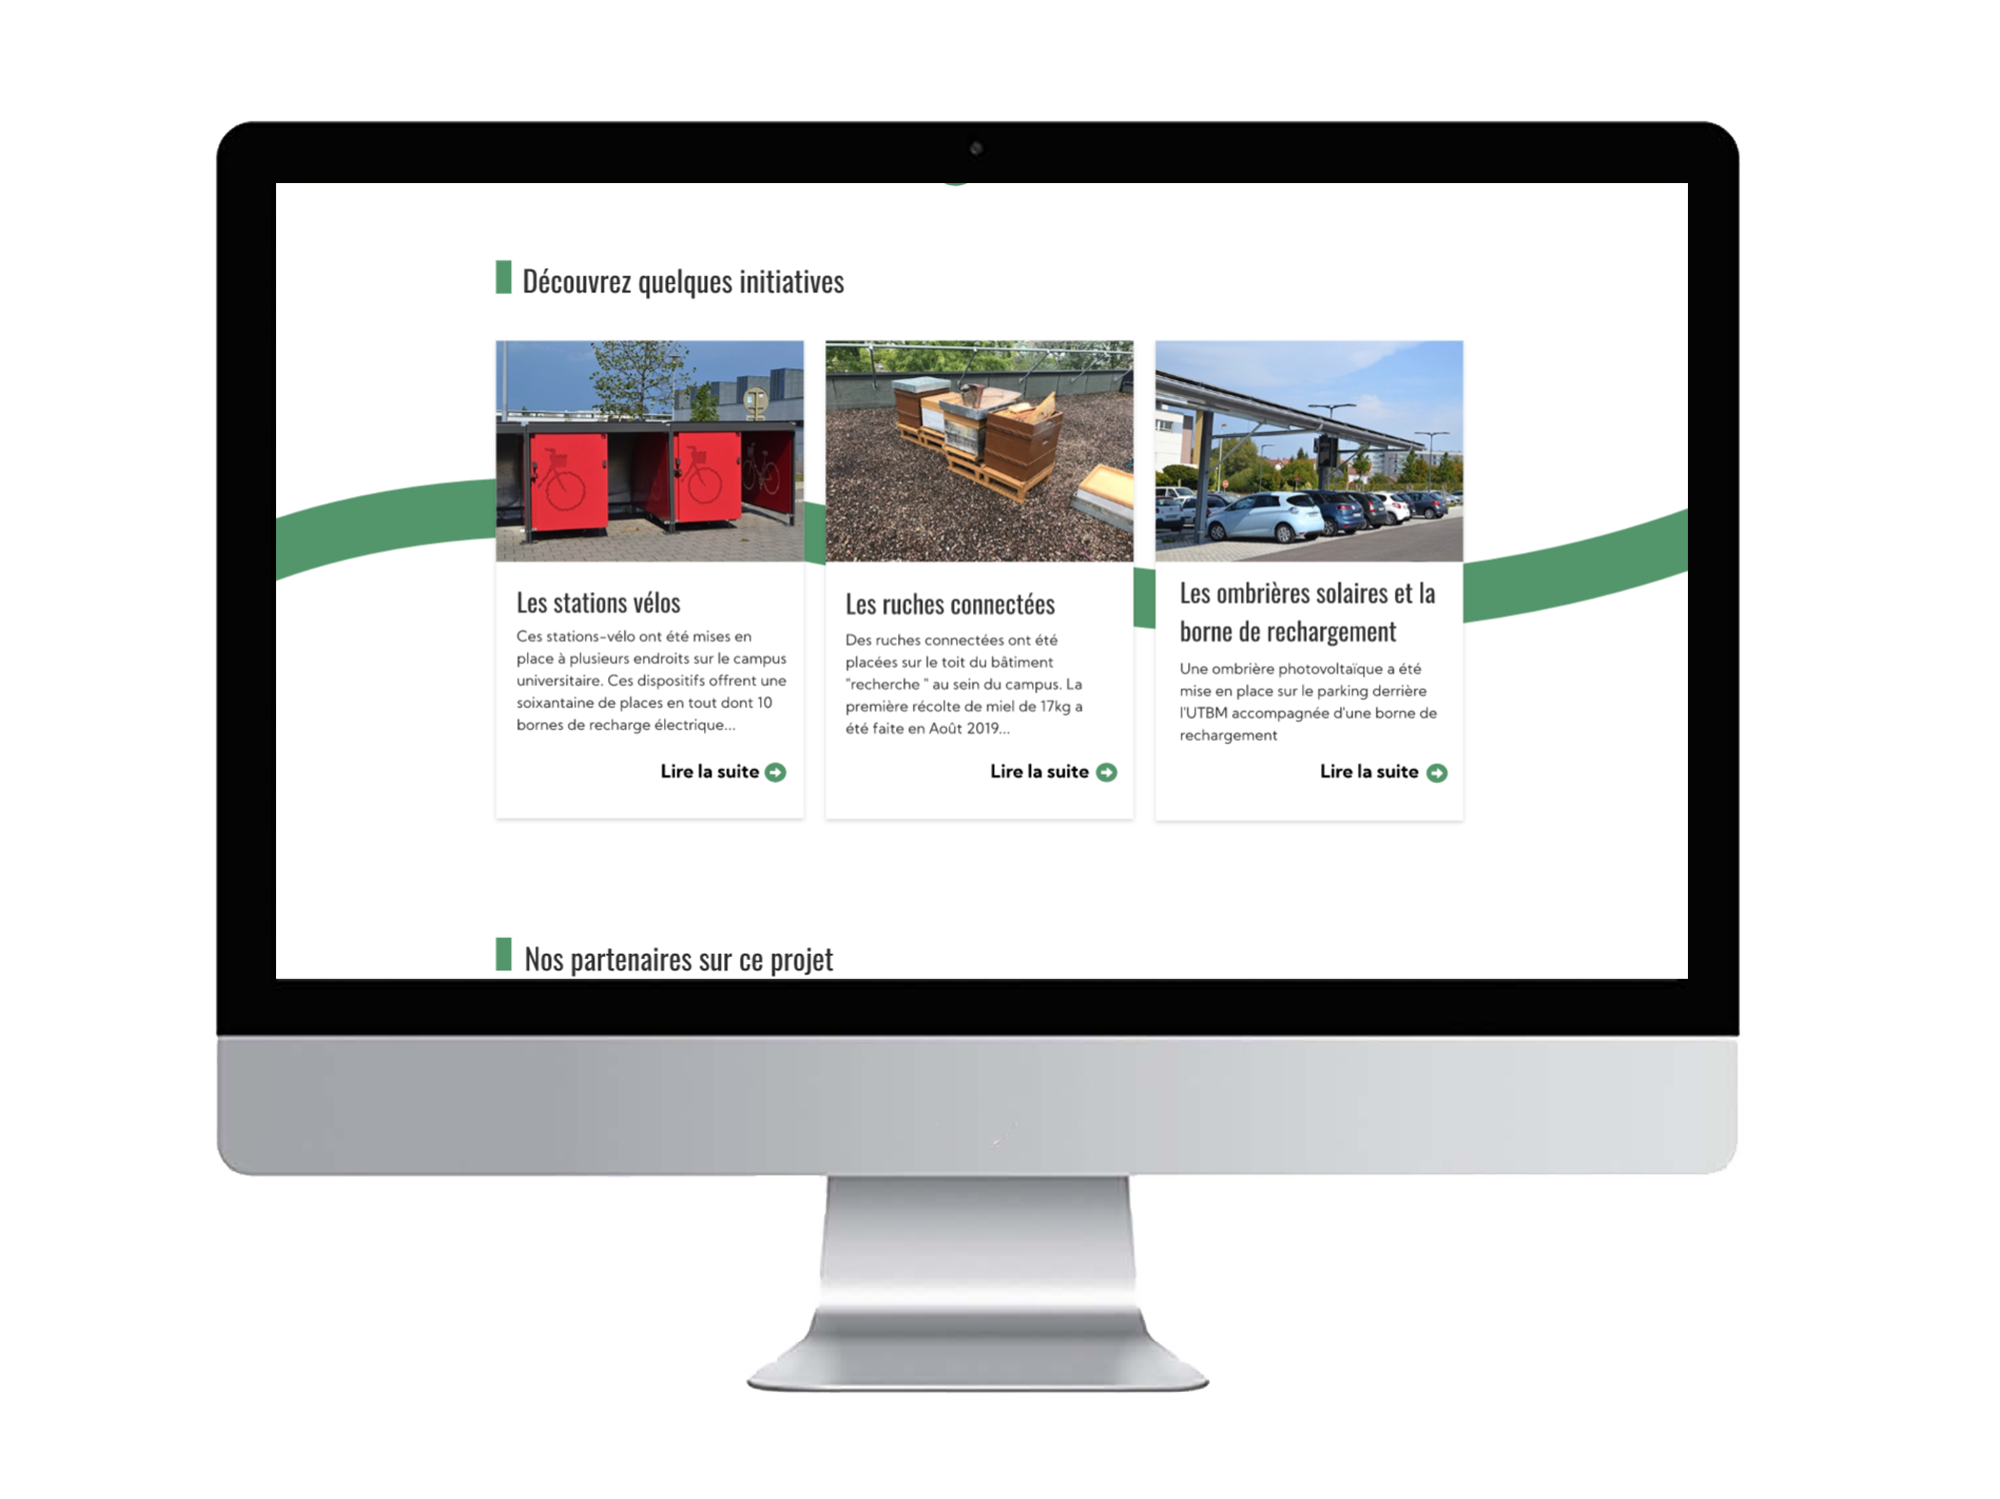 Découvrez quelques initiatives
Les stations vélos
Ces stations-vélo ont été mises en
place à plusieurs endroits sur le campus
universitaire. Ces dispositifs offrent une
soixantaine de places en tout dont 10
bornes de recharge électrique...
Lire la suite
Les ruches connectées
Des ruches connectées ont été
placées sur le toit du bâtiment
"recherche " au sein du campus. La
première récolte de miel de 17kg a
été faite en Août 2019...
Lire la suite
Les ombrières solaires et la
borne de rechargement
Une ombrière photovoltaïque a été
mise en place sur le parking derrière
l'UTBM accompagnée d'une borne de
rechargement
Lire la suite
Nos partenaires sur ce projet